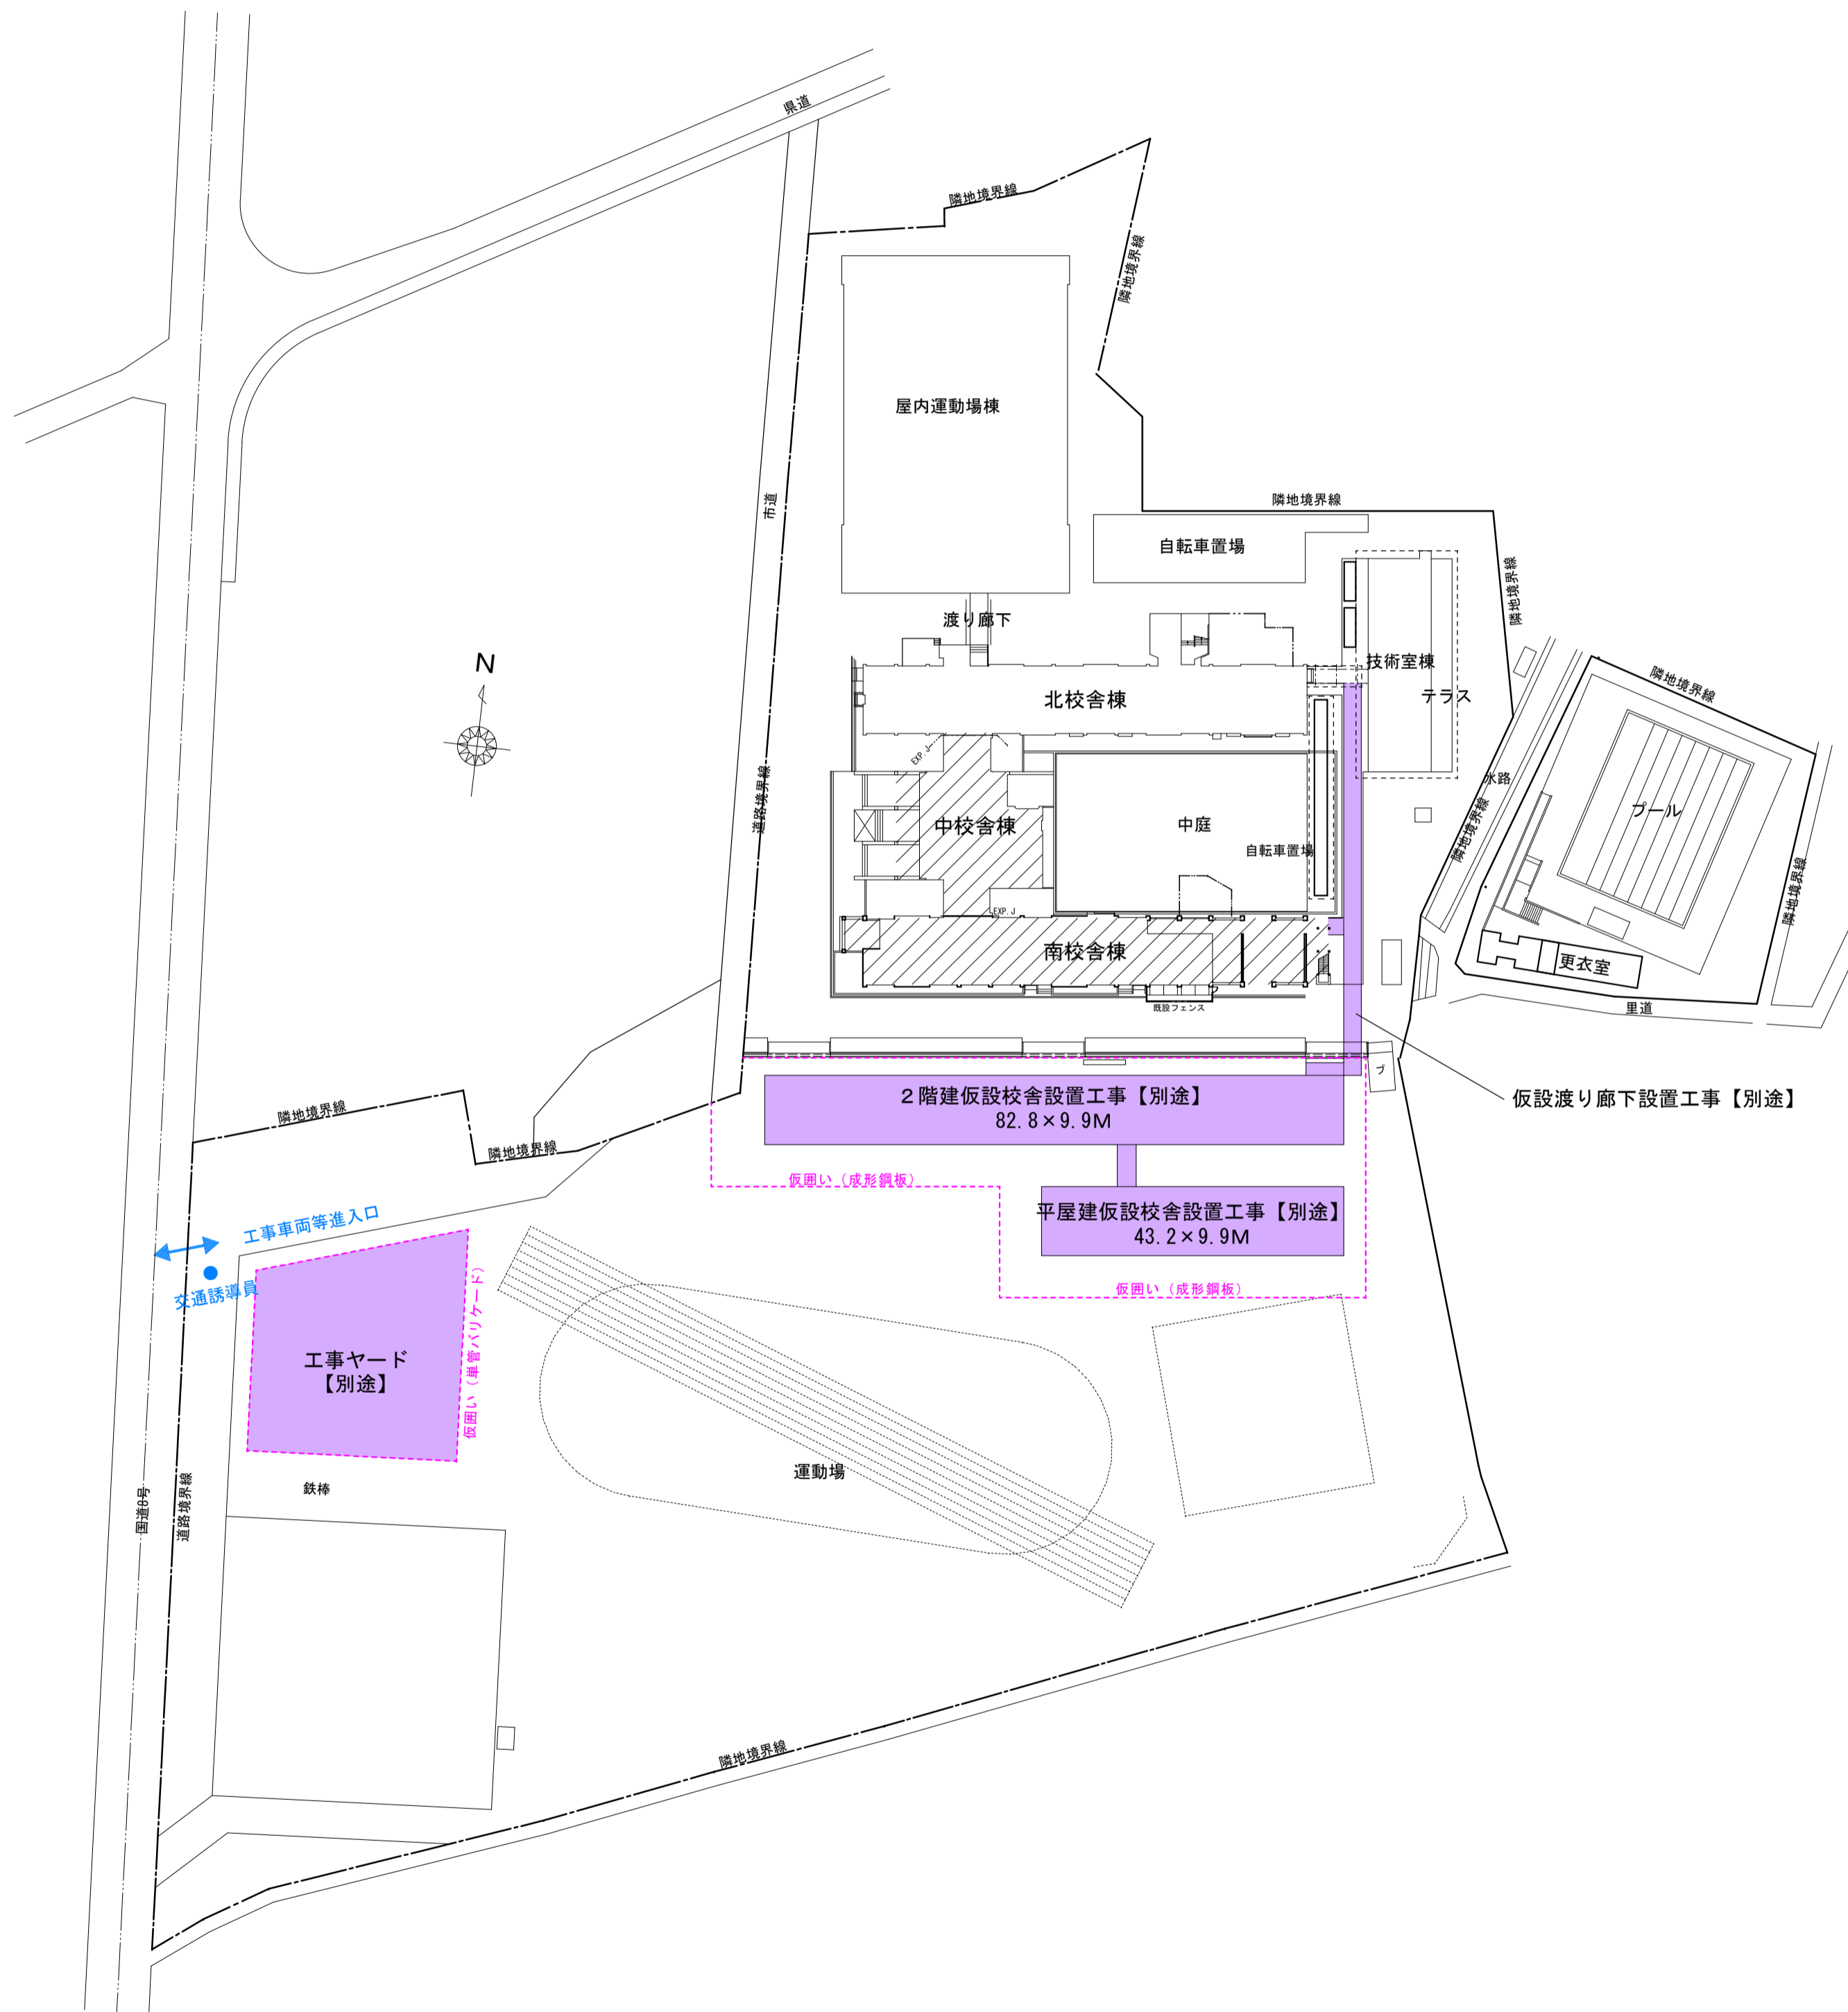 県道
隣地境界線
隣地境界線
屋内運動場棟
市道
隣地境界線
自転車置場
隣地境界線
渡り廊下
N
技術室棟
テラス
隣地境界線
北校舎棟
EXP.J
水路
道路境界線
中校舎棟
中庭
自転車置場
隣地境界線
プール
隣地境界線
EXP.J
南校舎棟
更衣室
既設フェンス
里道
プ
2階建仮設校舎設置工事【別途】
82.8×9.9M
仮設渡り廊下設置工事【別途】
隣地境界線
隣地境界線
仮囲い（成形鋼板）
工事車両等進入口
平屋建仮設校舎設置工事【別途】
43.2×9.9M
交通誘導員
仮囲い（成形鋼板）
仮囲い（単管バリケード）
工事ヤード
【別途】
運動場
鉄棒
国道8号
道路境界線
隣地境界線